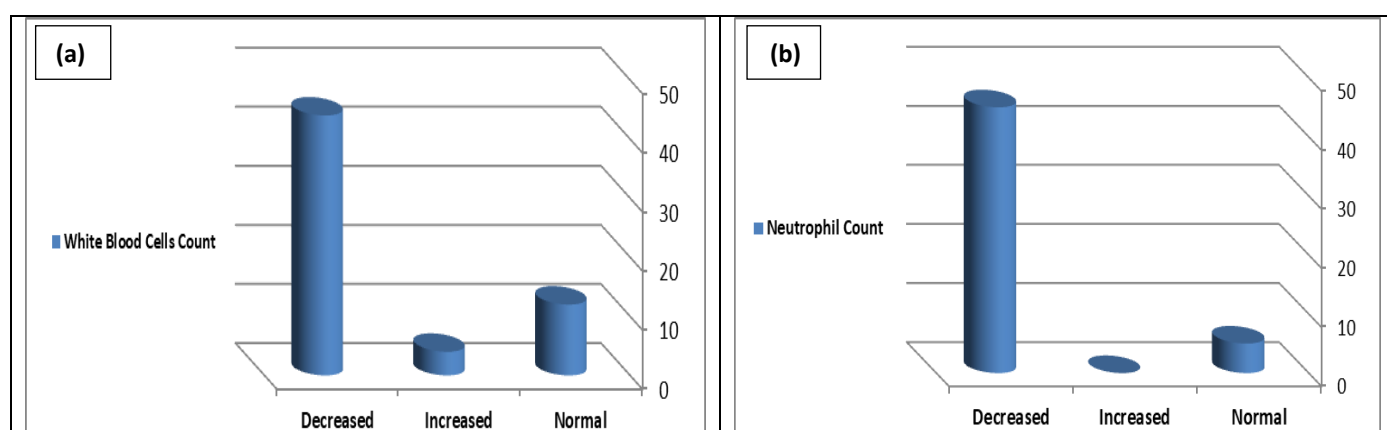 (a)
50
40
30
20
10
0
White Blood Cells Count
Decreased Increased Normal
(b)
50
40
30
20
10
0
Neutrophil Count
Decreased Increased Normal